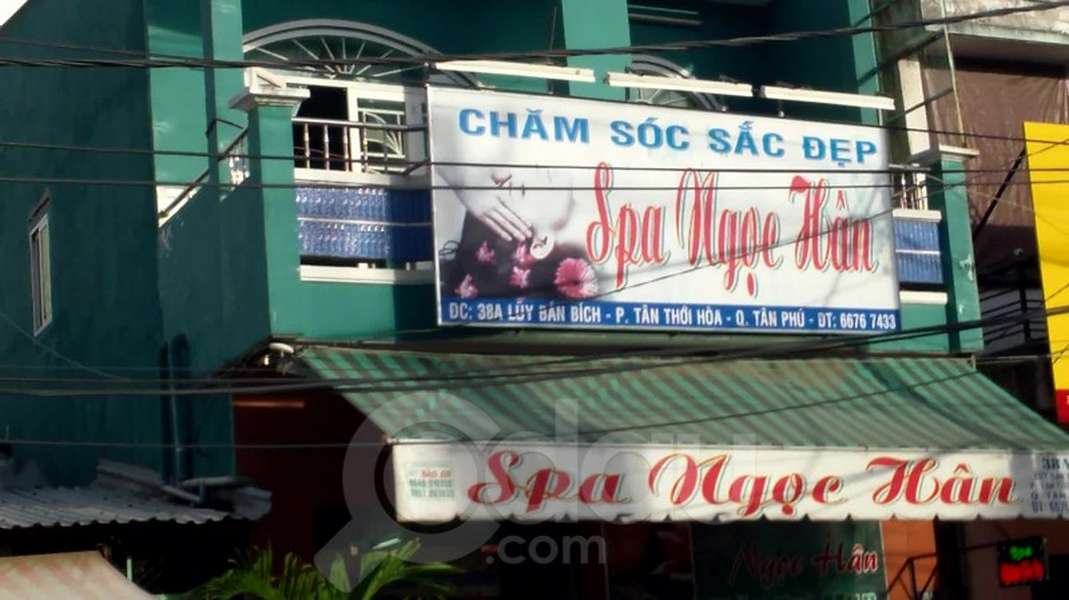 CHĂM SÓC SẮC ĐẸP
Spa Ngọc Hân
ĐC: 38A LŨY BÁN BÍCH - P. TÂN THỚI HÒA - Q. TÂN PHÚ - ĐT: 6676 7433
Spa Ngọc Hân
38A
Ngọc Hân
.com